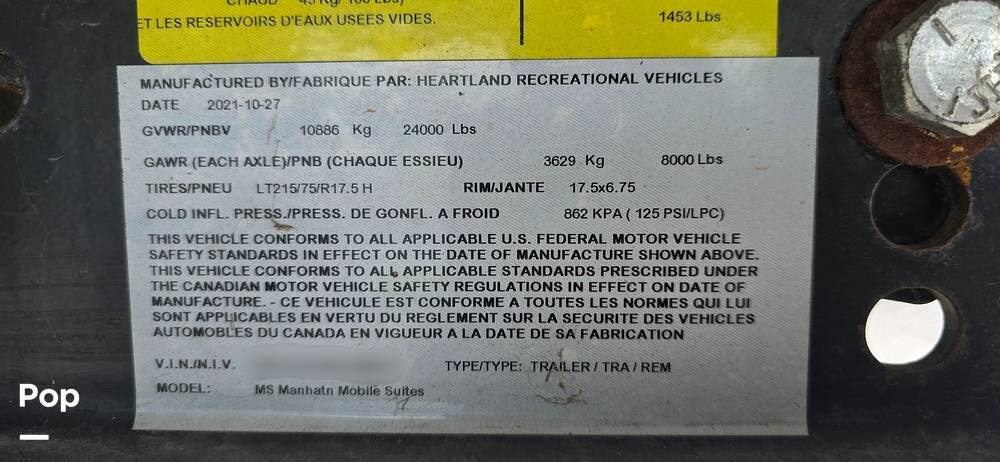 ET LES RESERVOIRS D'EAUX USEES VIDES.
1453 Lbs
MANUFACTURED BY/FABRIQUE PAR: HEARTLAND RECREATIONAL VEHICLES
DATE 2021-10-27
GVWR/PNBV 10886 Kg 24000 Lbs
GAWR (EACH AXLE)/PNB (CHAQUE ESSIEU) 3629 Kg 8000 Lbs
TIRES/PNEU LT215/75/R17.5 H RIM/JANTE 17.5x6.75
COLD INFL. PRESS./PRESS. DE GONFL. A FROID 862 KPA ( 125 PSI/LPC)
THIS VEHICLE CONFORMS TO ALL APPLICABLE U.S. FEDERAL MOTOR VEHICLE
SAFETY STANDARDS IN EFFECT ON THE DATE OF MANUFACTURE SHOWN ABOVE.
THIS VEHICLE CONFORMS TO ALL APPLICABLE STANDARDS PRESCRIBED UNDER
THE CANADIAN MOTOR VEHICLE SAFETY REGULATIONS IN EFFECT ON DATE OF
MANUFACTURE. - CE VEHICULE EST CONFORME A TOUTES LES NORMES QUI LUI
SONT APPLICABLES EN VERTU DU REGLEMENT SUR LA SECURITE DES VEHICLES
AUTOMOBILES DU CANADA EN VIGUEUR A LA DATE DE SA FABRICATION
V.I.N./N.I.V. TYPE/TYPE: TRAILER / TRA / REM
MODEL: MS Manhatn Mobile Suites
Pop